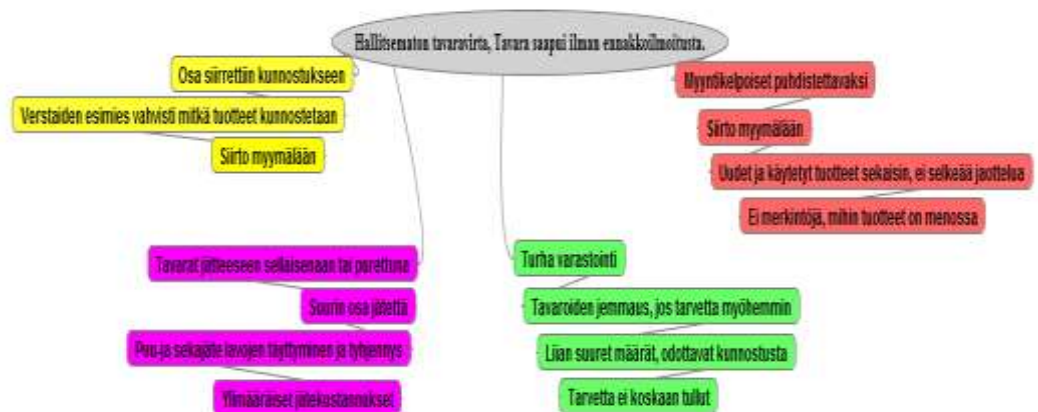 Hallitsematon tavaravirta, Tavara saapui ilman ennakkoilmoitusta.
Osa siirrettiin kunnostukseen
Verstaiden esimies vahvisti mitkä tuotteet kunnostetaan
Siirto myymälään
Myyntikelpoiset puhdistettavaksi
Siirto myymälään
Uudet ja käytetyt tuotteet sekaisin, ei selkeää jaottelua
Ei merkintöjä, mihin tuotteet on menossa
Tavarat jätteeseen sellaisenaan tai purettuna
Suurin osa jätettä
Puu-ja sekajäte lavojen täyttyminen ja tyhjennys
Ylimääräiset jätekustannukset
Turha varastointi
Tavaroiden jemmaus, jos tarvetta myöhemmin
Liian suuret määrät, odottavat kunnostusta
Tarvetta ei koskaan tullut